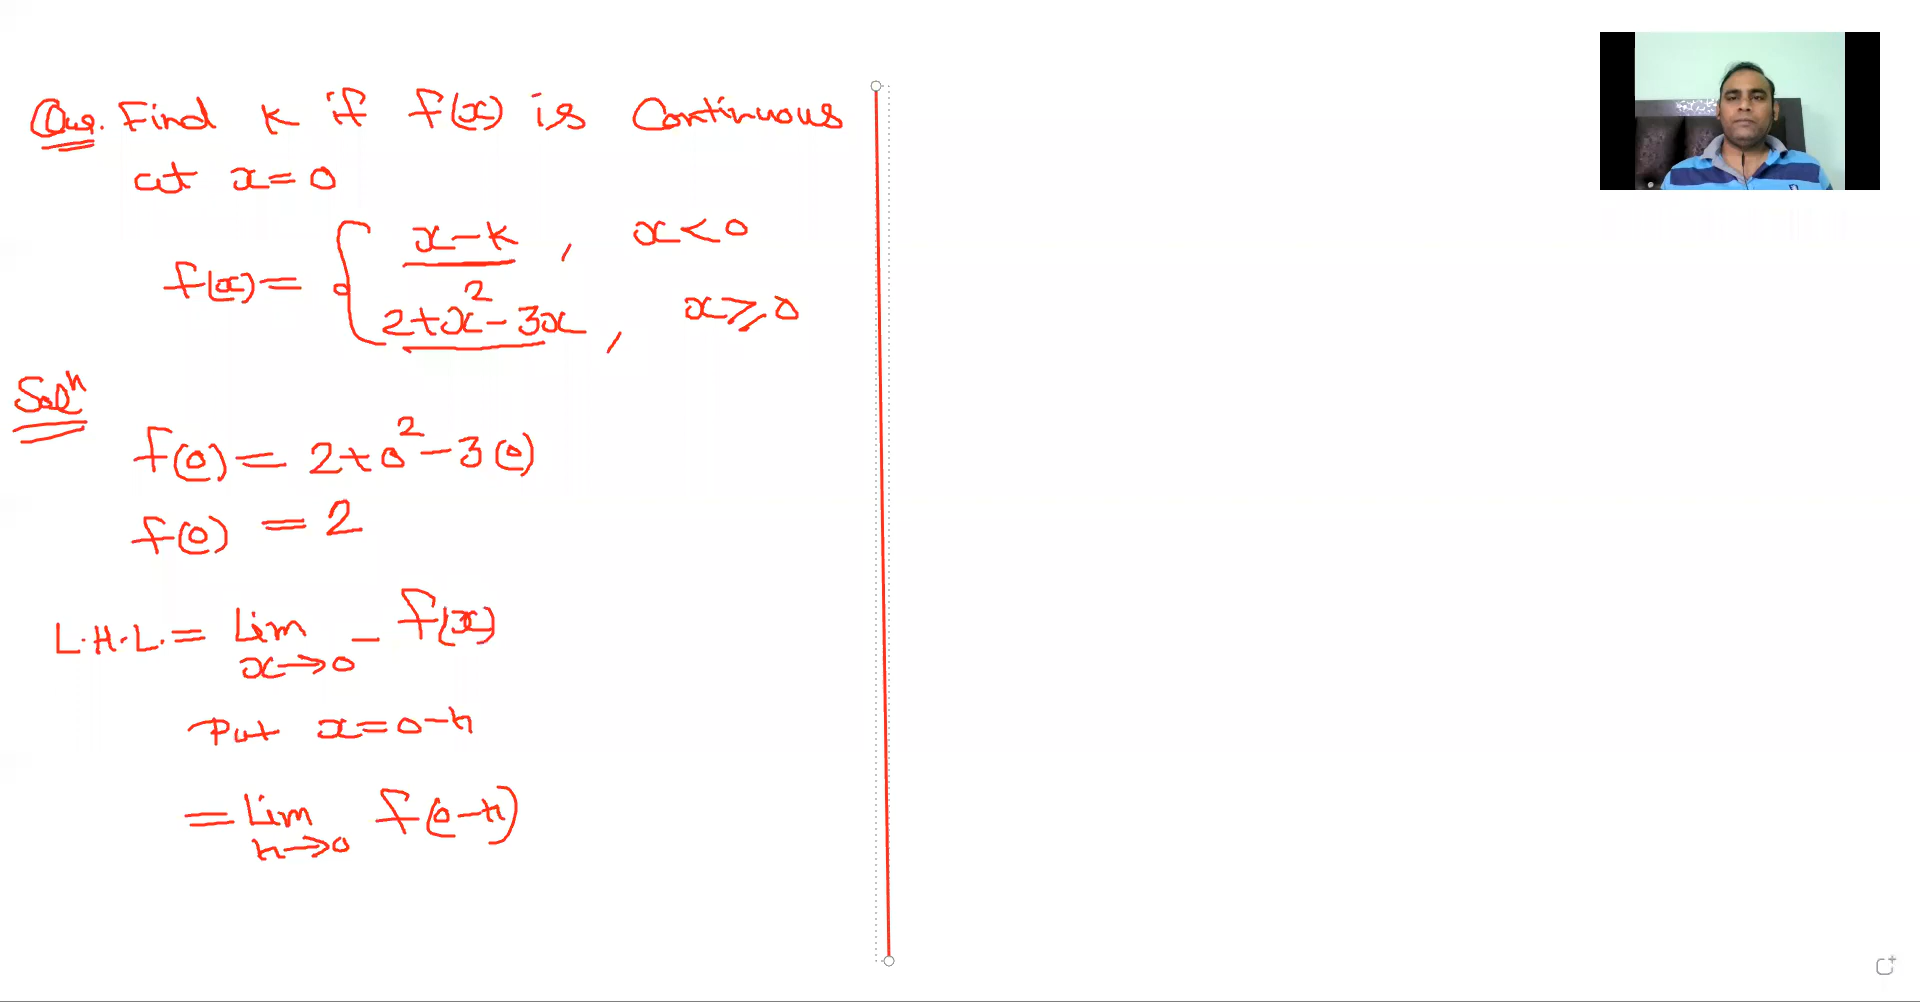 Que. Find k if f(x) is Continuous
at x=0
f(x)= { x-k , x<0
2+x²-3x , x≥0
Solⁿ
f(0)=2+0²-3(0)
f(0) =2
L.H.L.= Lim x→0⁻ f(x)
Put x=0-h
=Lim h→0 f(0-h)